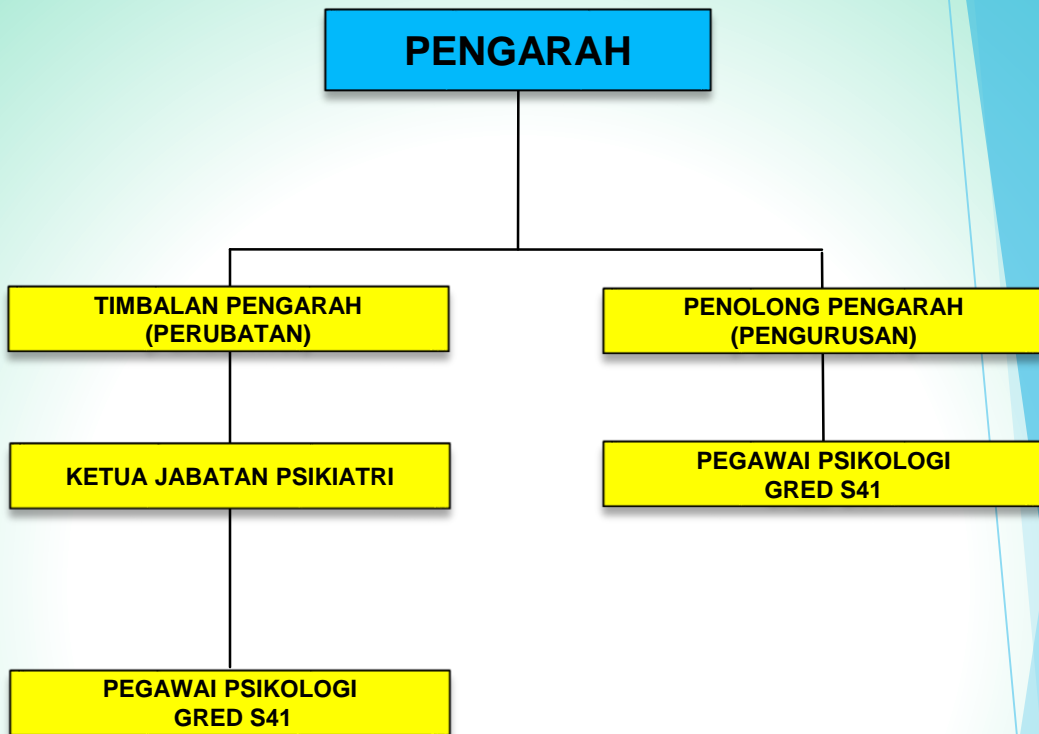 PENGARAH
TIMBALAN PENGARAH
(PERUBATAN)
PENOLONG PENGARAH
(PENGURUSAN)
KETUA JABATAN PSIKIATRI
PEGAWAI PSIKOLOGI
GRED S41
PEGAWAI PSIKOLOGI
GRED S41